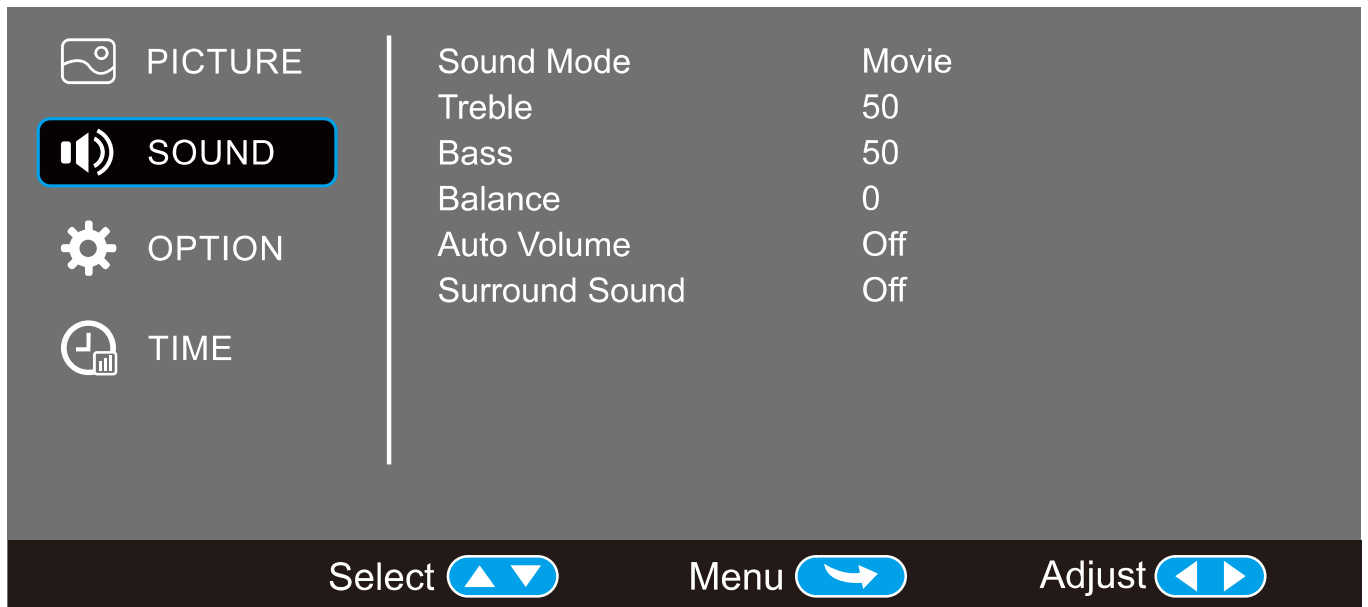 PICTURE
SOUND
OPTION
TIME
Sound Mode Movie
Treble 50
Bass 50
Balance 0
Auto Volume Off
Surround Sound Off
Select Menu Adjust